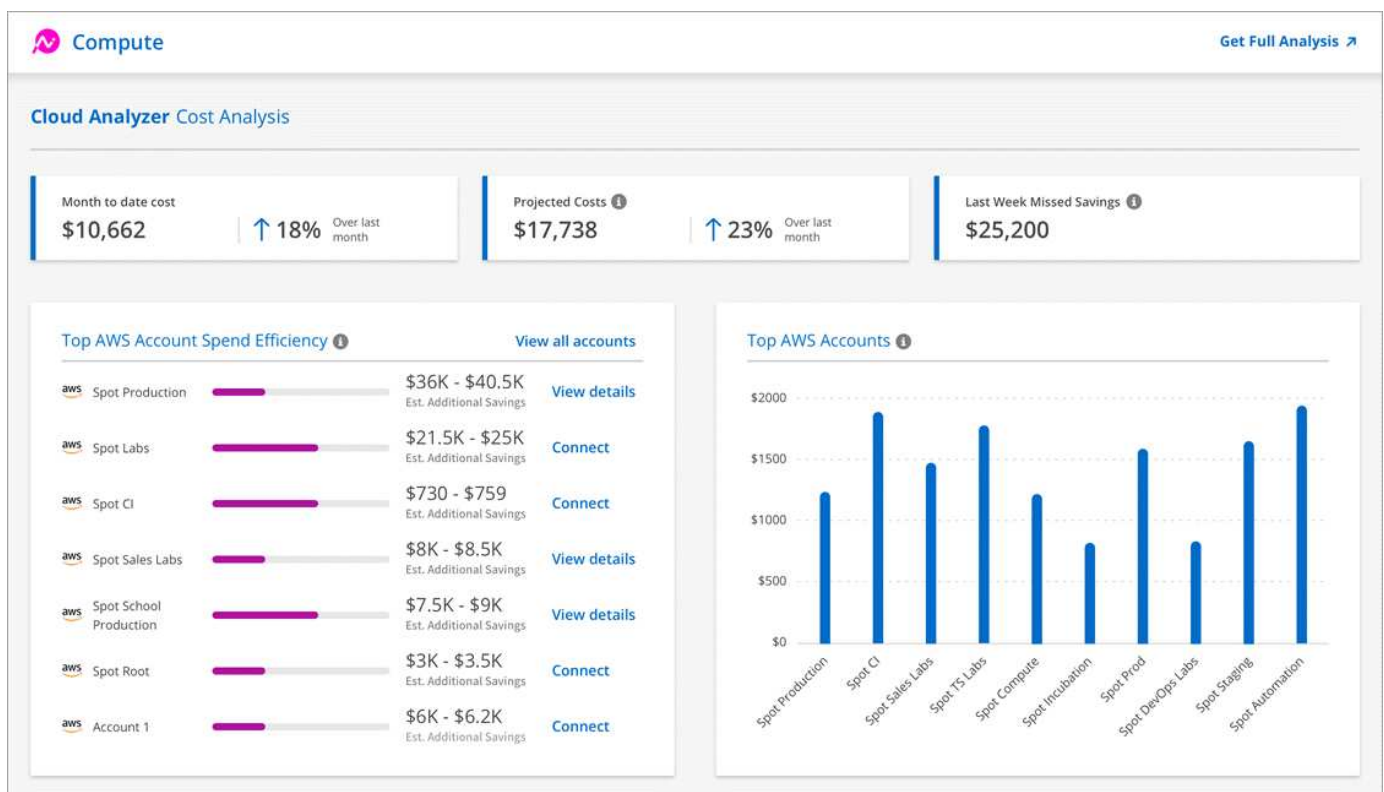 Compute
Get Full Analysis ↗
Cloud Analyzer Cost Analysis
Month to date cost
$10,662
↑ 18%
Over last
month
Projected Costs
$17,738
↑ 23%
Over last
month
Last Week Missed Savings
$25,200
Top AWS Account Spend Efficiency
View all accounts
aws Spot Production
$36K - $40.5K
Est. Additional Savings
View details
aws Spot Labs
$21.5K - $25K
Est. Additional Savings
Connect
aws Spot CI
$730 - $759
Est. Additional Savings
Connect
aws Spot Sales Labs
$8K - $8.5K
Est. Additional Savings
View details
aws Spot School
Production
$7.5K - $9K
Est. Additional Savings
View details
aws Spot Root
$3K - $3.5K
Est. Additional Savings
Connect
aws Account 1
$6K - $6.2K
Est. Additional Savings
Connect
Top AWS Accounts
$2000
$1500
$1000
$500
$0
Spot Production
Spot CI
Spot Sales Labs
Spot TS Labs
Spot Compute
Spot Incubation
Spot Prod
Spot DevOps Labs
Spot Staging
Spot Automation